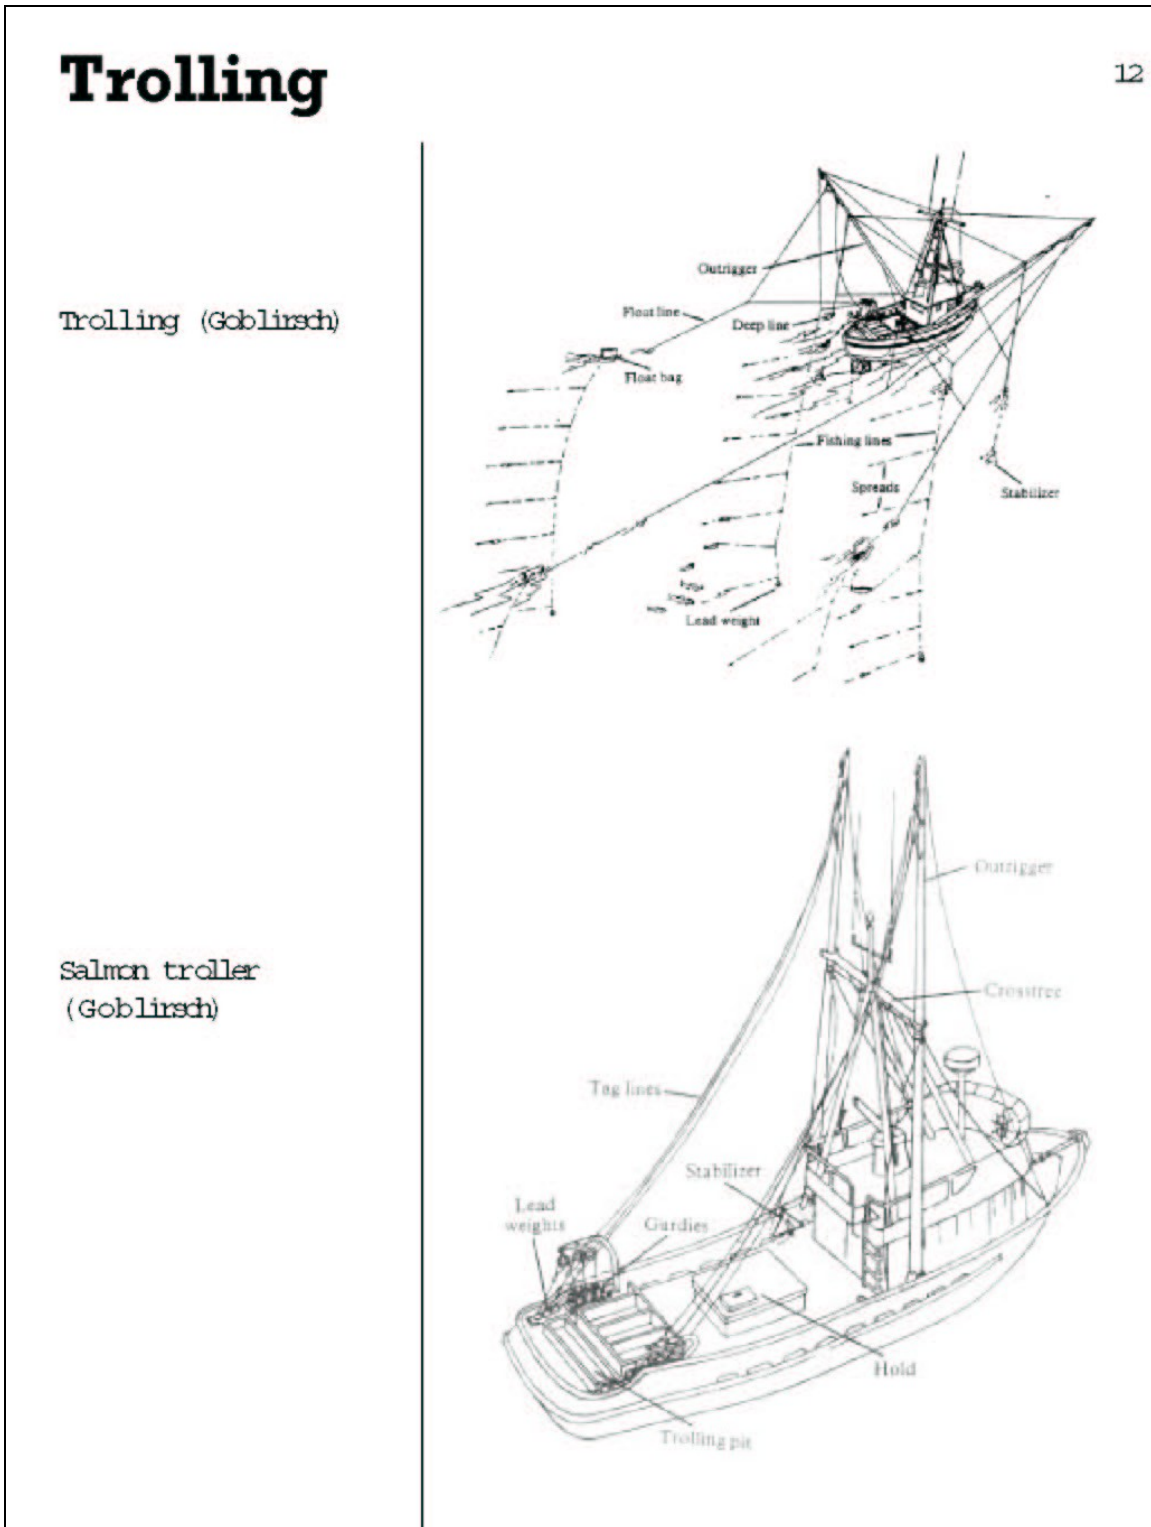 Trolling
12
Trolling (Goblirsch)
Outrigger
Float line
Deep line
Float bag
Fishing lines
Spreads
Stabilizer
Lead weight
Salmon troller
(Goblirsch)
Outrigger
Crosstree
Tag lines
Stabilizer
Lead
weights
Gurdies
Hold
Trolling pit